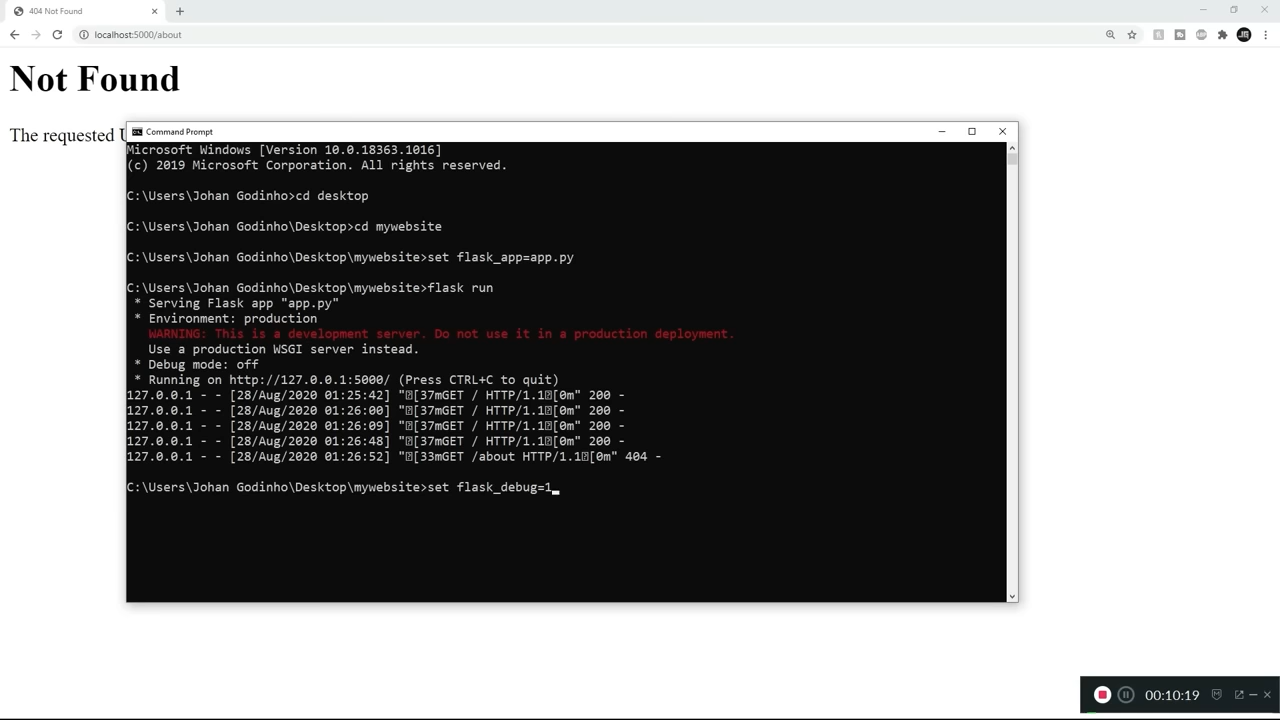 404 Not Found
localhost:5000/about
Not Found
The requested
Command Prompt
Microsoft Windows [Version 10.0.18363.1016]
(c) 2019 Microsoft Corporation. All rights reserved.
C:\Users\Johan Godinho>cd desktop
C:\Users\Johan Godinho\Desktop>cd mywebsite
C:\Users\Johan Godinho\Desktop\mywebsite>set flask_app=app.py
C:\Users\Johan Godinho\Desktop\mywebsite>flask run
* Serving Flask app "app.py"
* Environment: production
WARNING: This is a development server. Do not use it in a production deployment.
Use a production WSGI server instead.
* Debug mode: off
* Running on http://127.0.0.1:5000/ (Press CTRL+C to quit)
127.0.0.1 - - [28/Aug/2020 01:25:42] "[37mGET / HTTP/1.1[0m" 200 -
127.0.0.1 - - [28/Aug/2020 01:26:00] "[37mGET / HTTP/1.1[0m" 200 -
127.0.0.1 - - [28/Aug/2020 01:26:09] "[37mGET / HTTP/1.1[0m" 200 -
127.0.0.1 - - [28/Aug/2020 01:26:48] "[37mGET / HTTP/1.1[0m" 200 -
127.0.0.1 - - [28/Aug/2020 01:26:52] "[33mGET /about HTTP/1.1[0m" 404 -
C:\Users\Johan Godinho\Desktop\mywebsite>set flask_debug=1
00:10:19